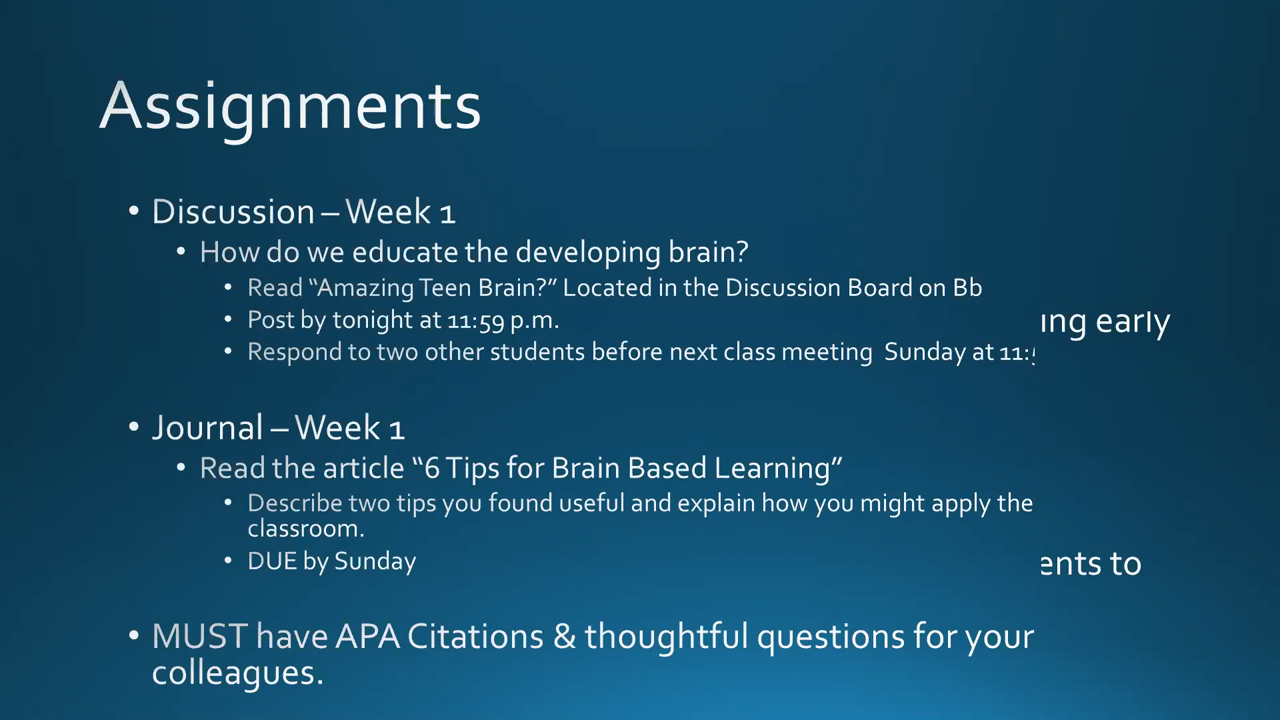 Assignments
• Discussion – Week 1
• How do we educate the developing brain?
• Read “Amazing Teen Brain?” Located in the Discussion Board on Bb
• Post by tonight at 11:59 p.m.
early
• Respond to two other students before next class meeting Sunday at
• Journal – Week 1
• Read the article “6 Tips for Brain Based Learning”
• Describe two tips you found useful and explain how you might apply the
classroom.
• DUE by Sunday
to
• MUST have APA Citations & thoughtful questions for your
colleagues.